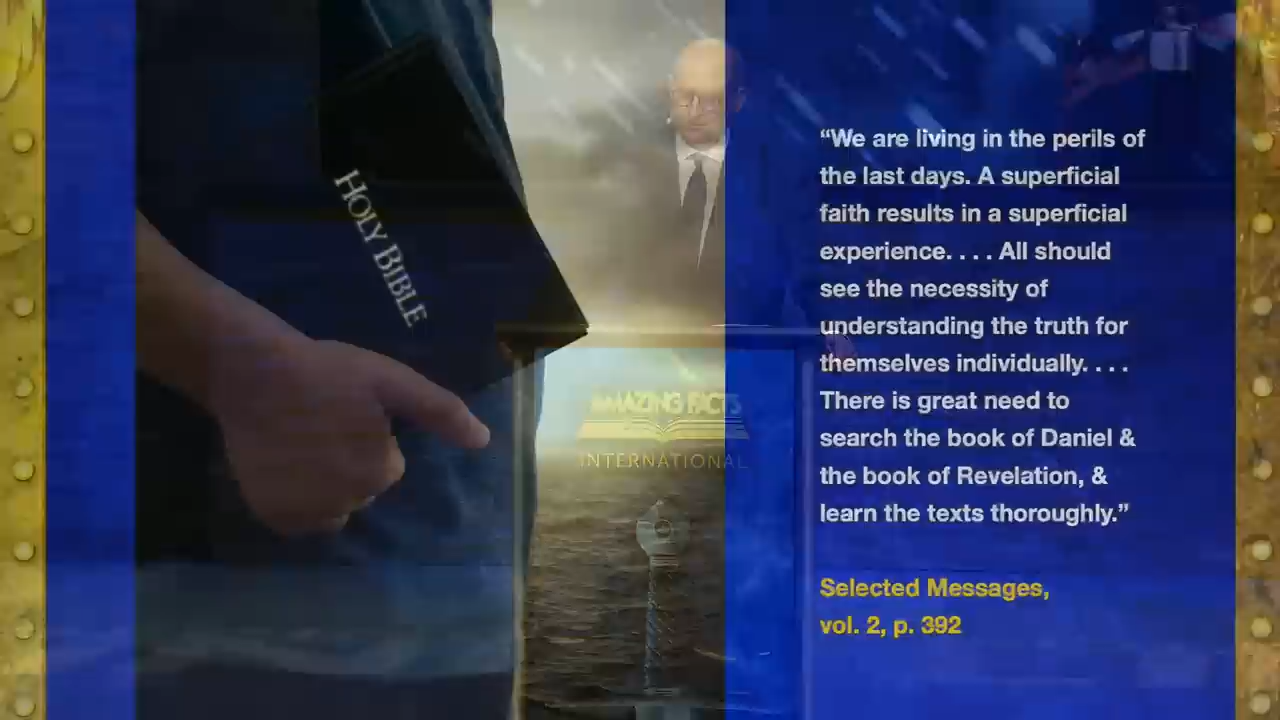 HOLY BIBLE
AMAZING FACTS
INTERNATIONAL
“We are living in the perils of
the last days. A superficial
faith results in a superficial
experience. . . . All should
see the necessity of
understanding the truth for
themselves individually. . . .
There is great need to
search the book of Daniel &
the book of Revelation, &
learn the texts thoroughly.”
Selected Messages,
vol. 2, p. 392